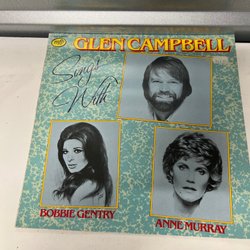 GLEN CAMPBELL
Sings
With
BOBBIE GENTRY
ANNE MURRAY